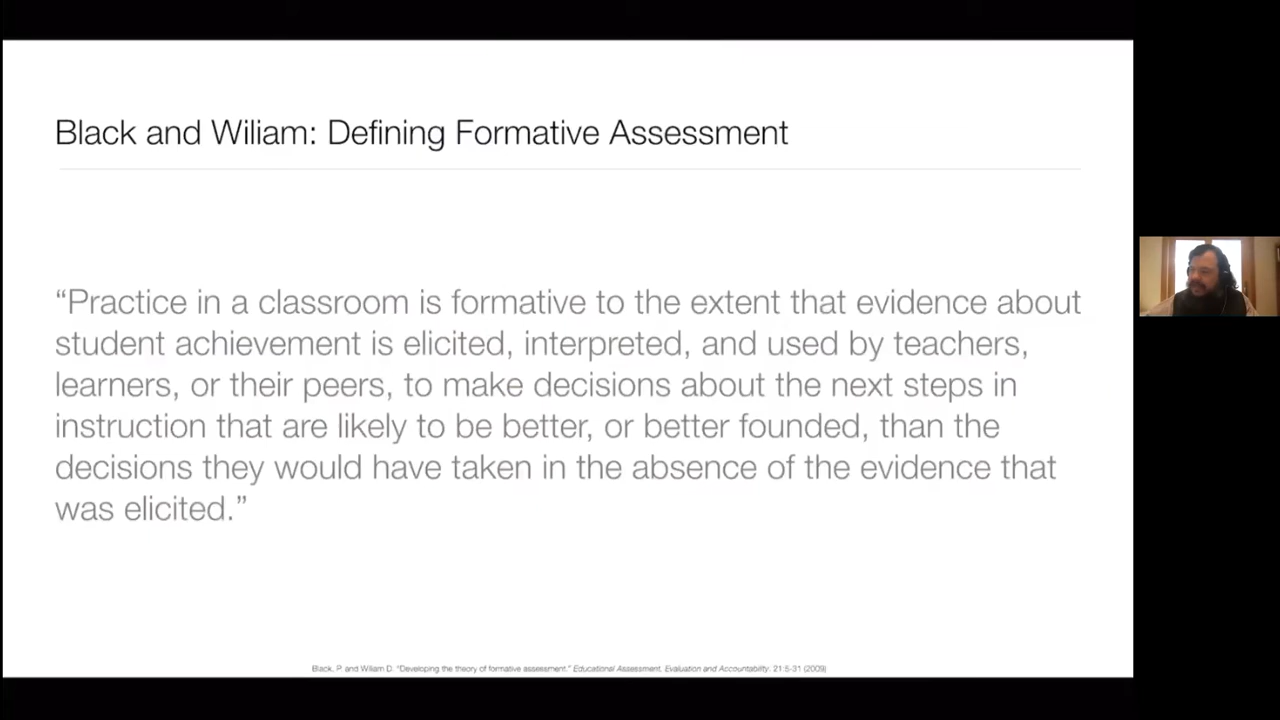 Black and Wiliam: Defining Formative Assessment
“Practice in a classroom is formative to the extent that evidence about
student achievement is elicited, interpreted, and used by teachers,
learners, or their peers, to make decisions about the next steps in
instruction that are likely to be better, or better founded, than the
decisions they would have taken in the absence of the evidence that
was elicited.”
Black, P. and Wiliam D. “Developing the theory of formative assessment.” Educational Assessment, Evaluation and Accountability. 21:5-31 (2009)